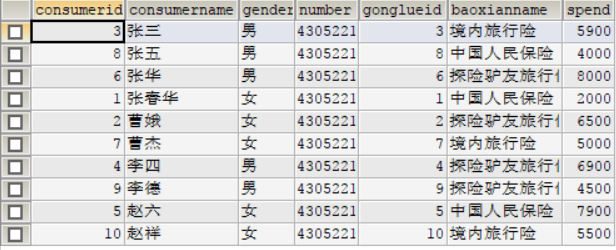 consumerid consumername gender number gonglueid baoxianname spend
3 张三 男 4305221 3 境内旅行险 5900
8 张五 男 4305221 8 中国人民保险 4000
6 张华 男 4305221 6 探险驴友旅行 8000
1 张春华 女 4305221 1 中国人民保险 2000
2 曹娥 女 4305221 2 探险驴友旅行 6500
7 曹杰 女 4305221 7 境内旅行险 5000
4 李四 男 4305221 4 探险驴友旅行 6900
9 李德 男 4305221 9 探险驴友旅行 4500
5 赵六 女 4305221 5 中国人民保险 7900
10 赵祥 女 4305221 10 境内旅行险 5500